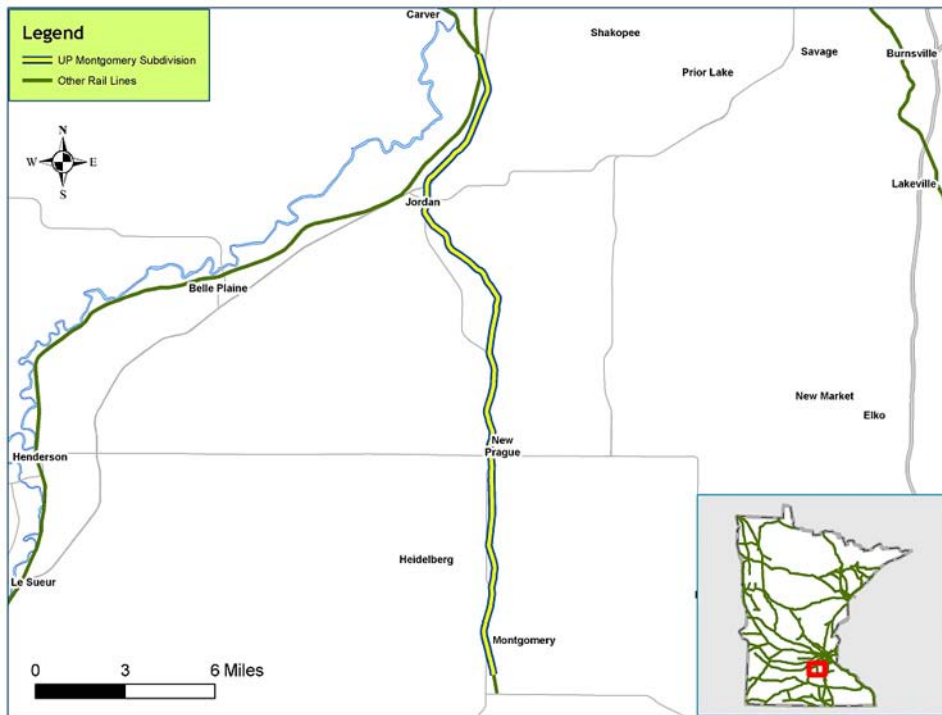 Legend
UP Montgomery Subdivision
Other Rail Lines
Carver
Shakopee
Savage
Burnsville
Prior Lake
N
W E
S
Lakeville
Jordan
Belle Plaine
New Market
Elko
New
Prague
Henderson
Heidelberg
Le Sueur
Montgomery
0 3 6 Miles